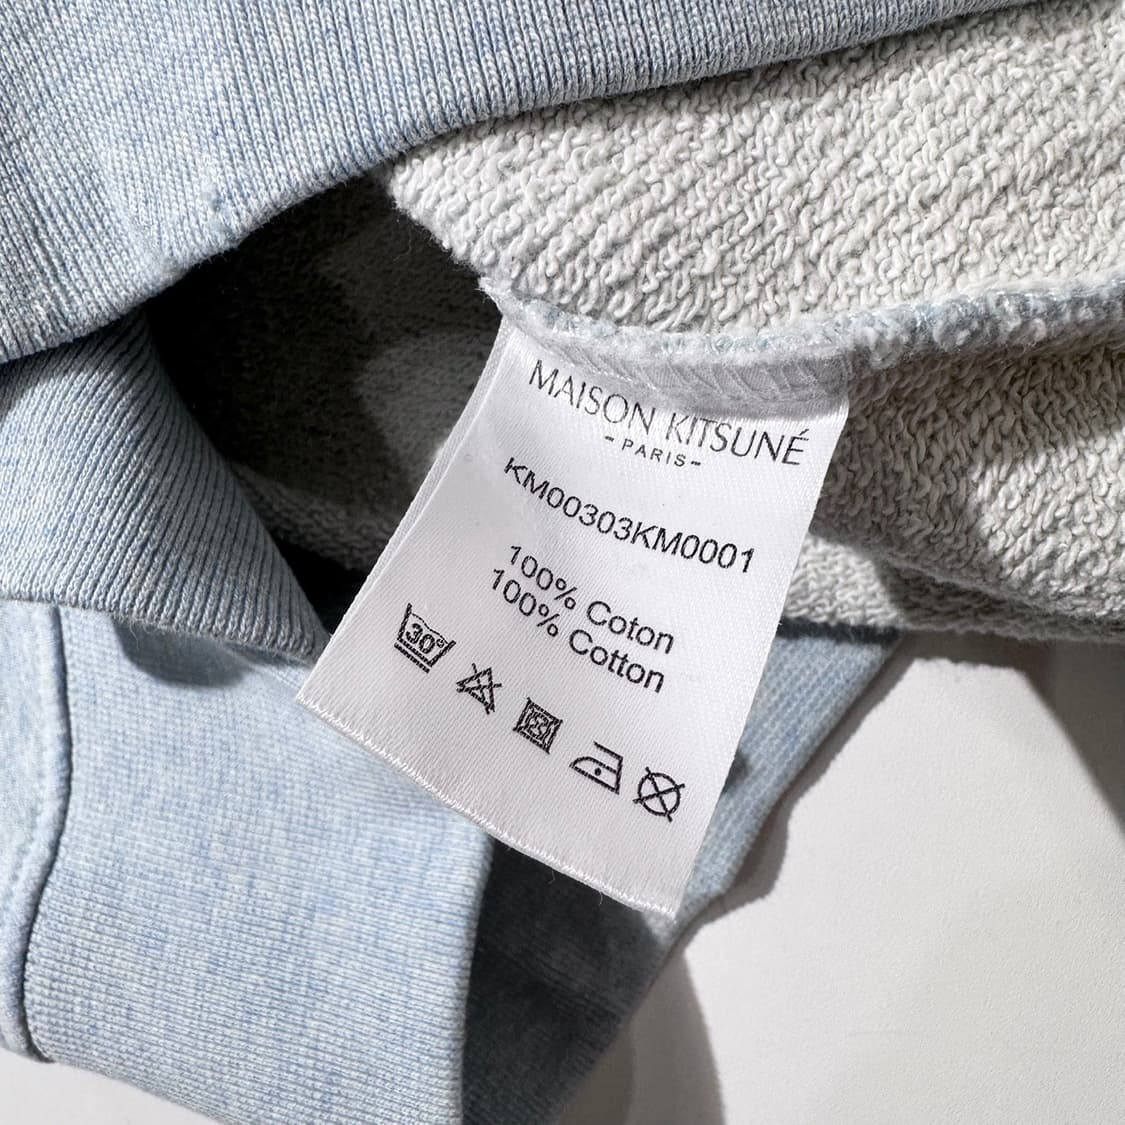 MAISON KITSUNÉ
- PARIS -
KM00303KM0001
100% Coton
100% Cotton
30°